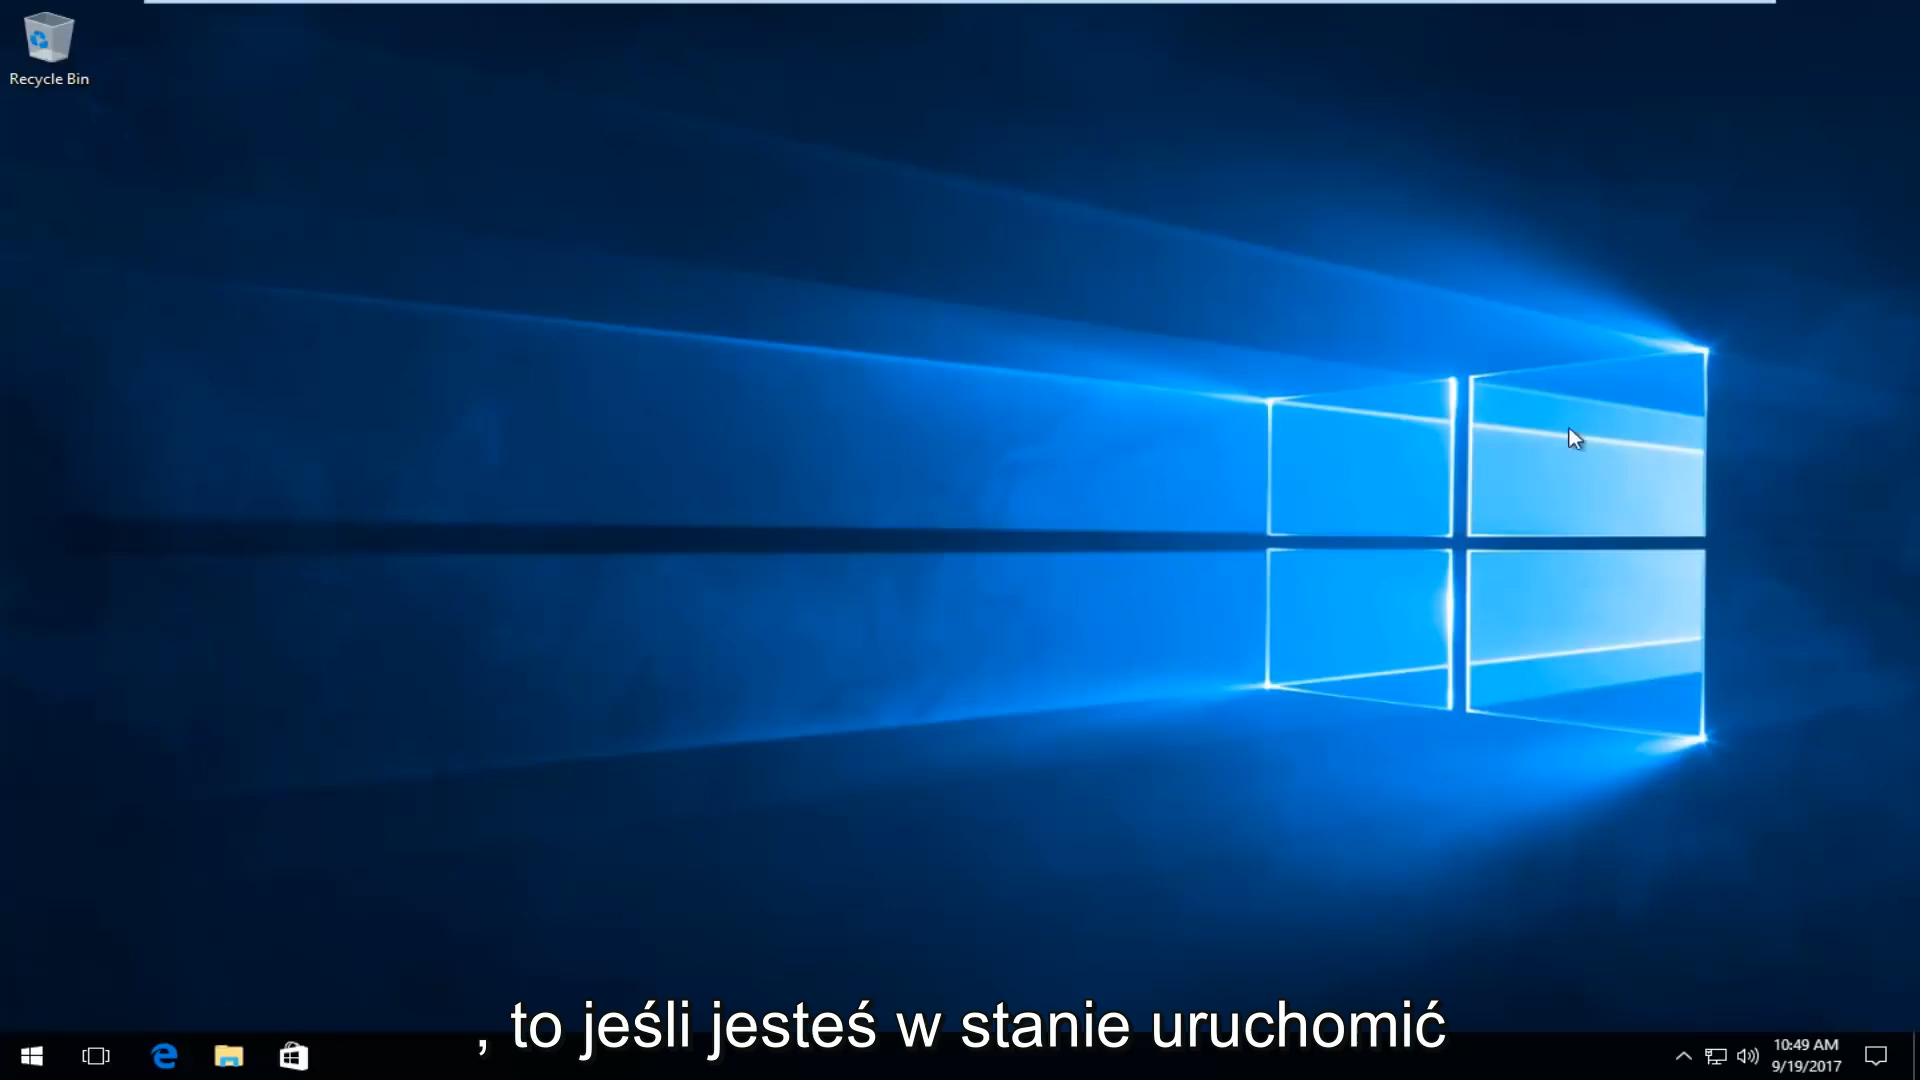 Recycle Bin
, to jeśli jesteś w stanie uruchomić
10:49 AM
9/19/2017